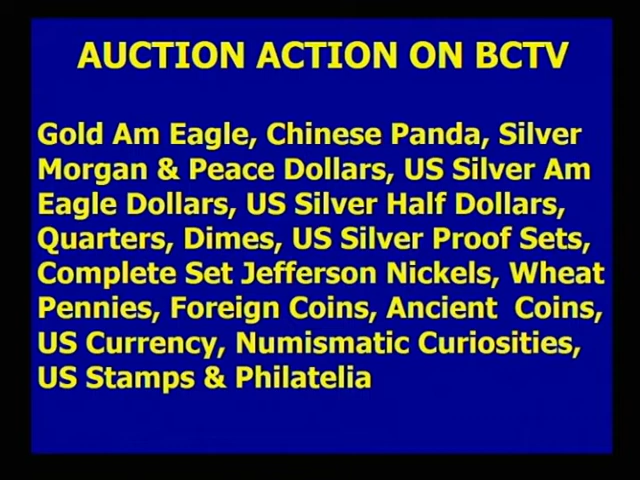 AUCTION ACTION ON BCTV
Gold Am Eagle, Chinese Panda, Silver
Morgan & Peace Dollars, US Silver Am
Eagle Dollars, US Silver Half Dollars,
Quarters, Dimes, US Silver Proof Sets,
Complete Set Jefferson Nickels, Wheat
Pennies, Foreign Coins, Ancient  Coins,
US Currency, Numismatic Curiosities,
US Stamps & Philatelia